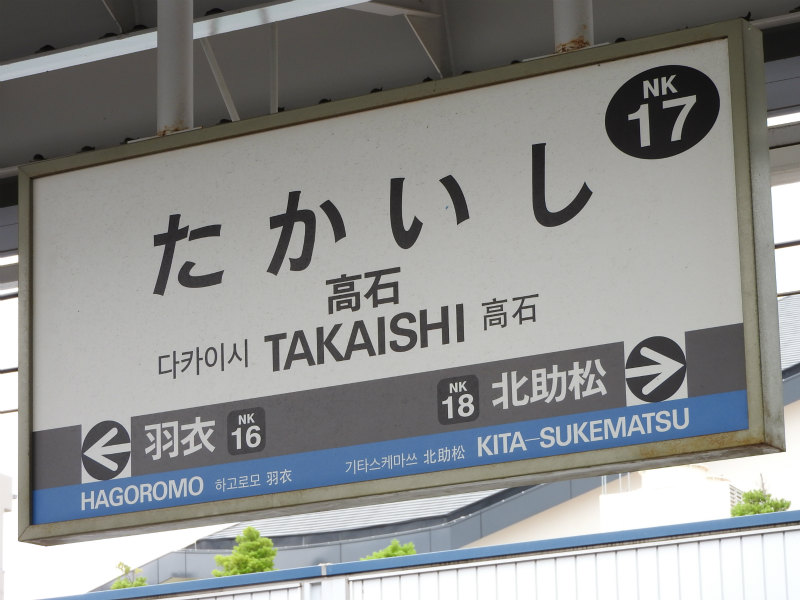 NK
17
たかいし
高石
다카이시 TAKAISHI 高石
羽衣 NK 16
NK 18 北助松
HAGOROMO 하고로모 羽衣
기타스케마쓰 北助松 KITA-SUKEMATSU